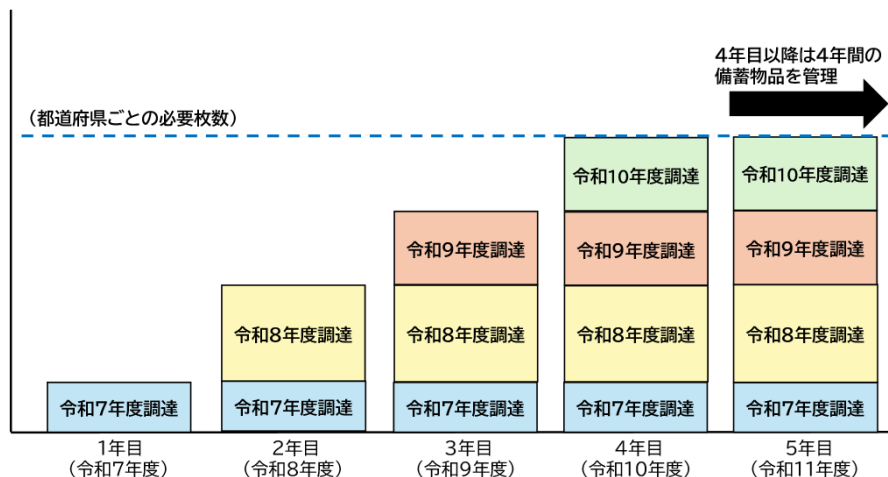 4年目以降は4年間の
備蓄物品を管理
（都道府県ごとの必要枚数）
令和10年度調達
令和10年度調達
令和9年度調達
令和9年度調達
令和9年度調達
令和8年度調達
令和8年度調達
令和8年度調達
令和8年度調達
令和7年度調達
令和7年度調達
令和7年度調達
令和7年度調達
令和7年度調達
1年目
（令和7年度）
2年目
（令和8年度）
3年目
（令和9年度）
4年目
（令和10年度）
5年目
（令和11年度）